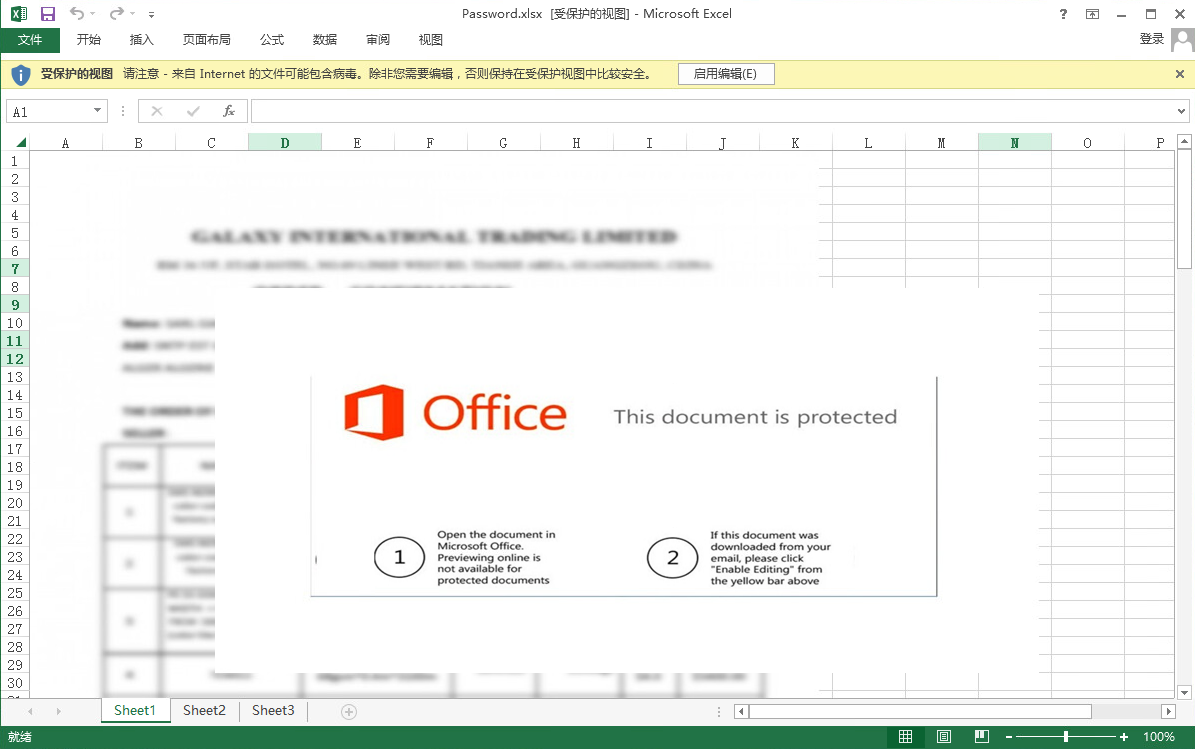 Password.xlsx [受保护的视图] - Microsoft Excel
文件 开始 插入 页面布局 公式 数据 审阅 视图 登录
受保护的视图 请注意 - 来自 Internet 的文件可能包含病毒。除非您需要编辑，否则保持在受保护视图中比较安全。 启用编辑(E)
A1 fx
A B C D E F G H I J K L M N O P
1
2
3
4
5
GALAXY INTERNATIONAL TRADING LIMITED
6
7
8
9
10
11
12
13
14
15
16
17
18
19
20
21
22
23
24
25
26
27
28
29
30
Office This document is protected
1
Open the document in
Microsoft Office.
Previewing online is
not available for
protected documents
2
If this document was
downloaded from your
email, please click
"Enable Editing" from
the yellow bar above
Sheet1 Sheet2 Sheet3
就绪 100%